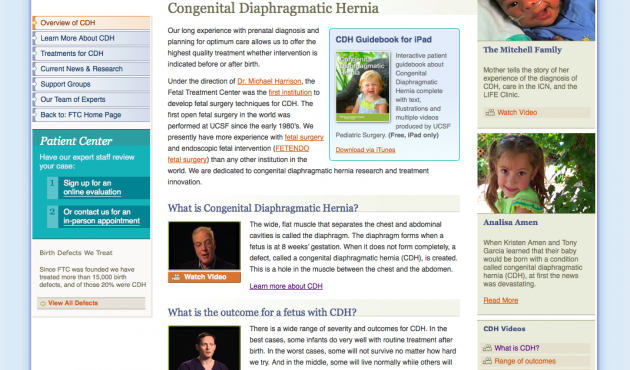 Overview of CDH
Learn More About CDH
Treatments for CDH
Current News & Research
Support Groups
Our Team of Experts
Back to: FTC Home Page
Patient Center
Have our expert staff review
your case:
1 Sign up for an
online evaluation
2 Or contact us for an
in-person appointment
Birth Defects We Treat
Since FTC was founded we have
treated more than 15,000 birth
defects, and of those 20% were CDH
View All Defects
Congenital Diaphragmatic Hernia
Our long experience with prenatal diagnosis and
planning for optimum care allows us to offer the
highest quality treatment whether intervention is
indicated before or after birth.
Under the direction of Dr. Michael Harrison, the
Fetal Treatment Center was the first institution to
develop fetal surgery techniques for CDH. The
first open fetal surgery in the world was
performed at UCSF since the early 1980's. We
presently have more experience with fetal surgery
and endoscopic fetal intervention (FETENDO
fetal surgery) than any other institution in the
world. We are dedicated to congenital diaphragmatic hernia research and treatment
innovation.
CDH Guidebook for iPad
Congenital
Diaphragmatic
Hernia
Interactive patient
guidebook about
Congenital
Diaphragmatic
Hernia complete
with text,
illustrations and
multiple videos
produced by UCSF
Pediatric Surgery. (Free, iPad only)
Download via iTunes
What is Congenital Diaphragmatic Hernia?
Watch Video
The wide, flat muscle that separates the chest and abdominal
cavities is called the diaphragm. The diaphragm forms when a
fetus is at 8 weeks' gestation. When it does not form completely, a
defect, called a congenital diaphragmatic hernia (CDH), is created.
This is a hole in the muscle between the chest and the abdomen.
Learn more about CDH
What is the outcome for a fetus with CDH?
There is a wide range of severity and outcomes for CDH. In the
best cases, some infants do very well with routine treatment after
birth. In the worst cases, some will not survive no matter how hard
we try. And in the middle, some will live normally while others will
The Mitchell Family
Mother tells the story of her
experience of the diagnosis of
CDH, care in the ICN, and the
LIFE Clinic.
Watch Video
Analisa Amen
When Kristen Amen and Tony
Garcia learned that their baby
would be born with a condition
called congenital diaphragmatic
hernia (CDH), at first the news
was devastating.
Read More
CDH Videos
What is CDH?
Range of outcomes